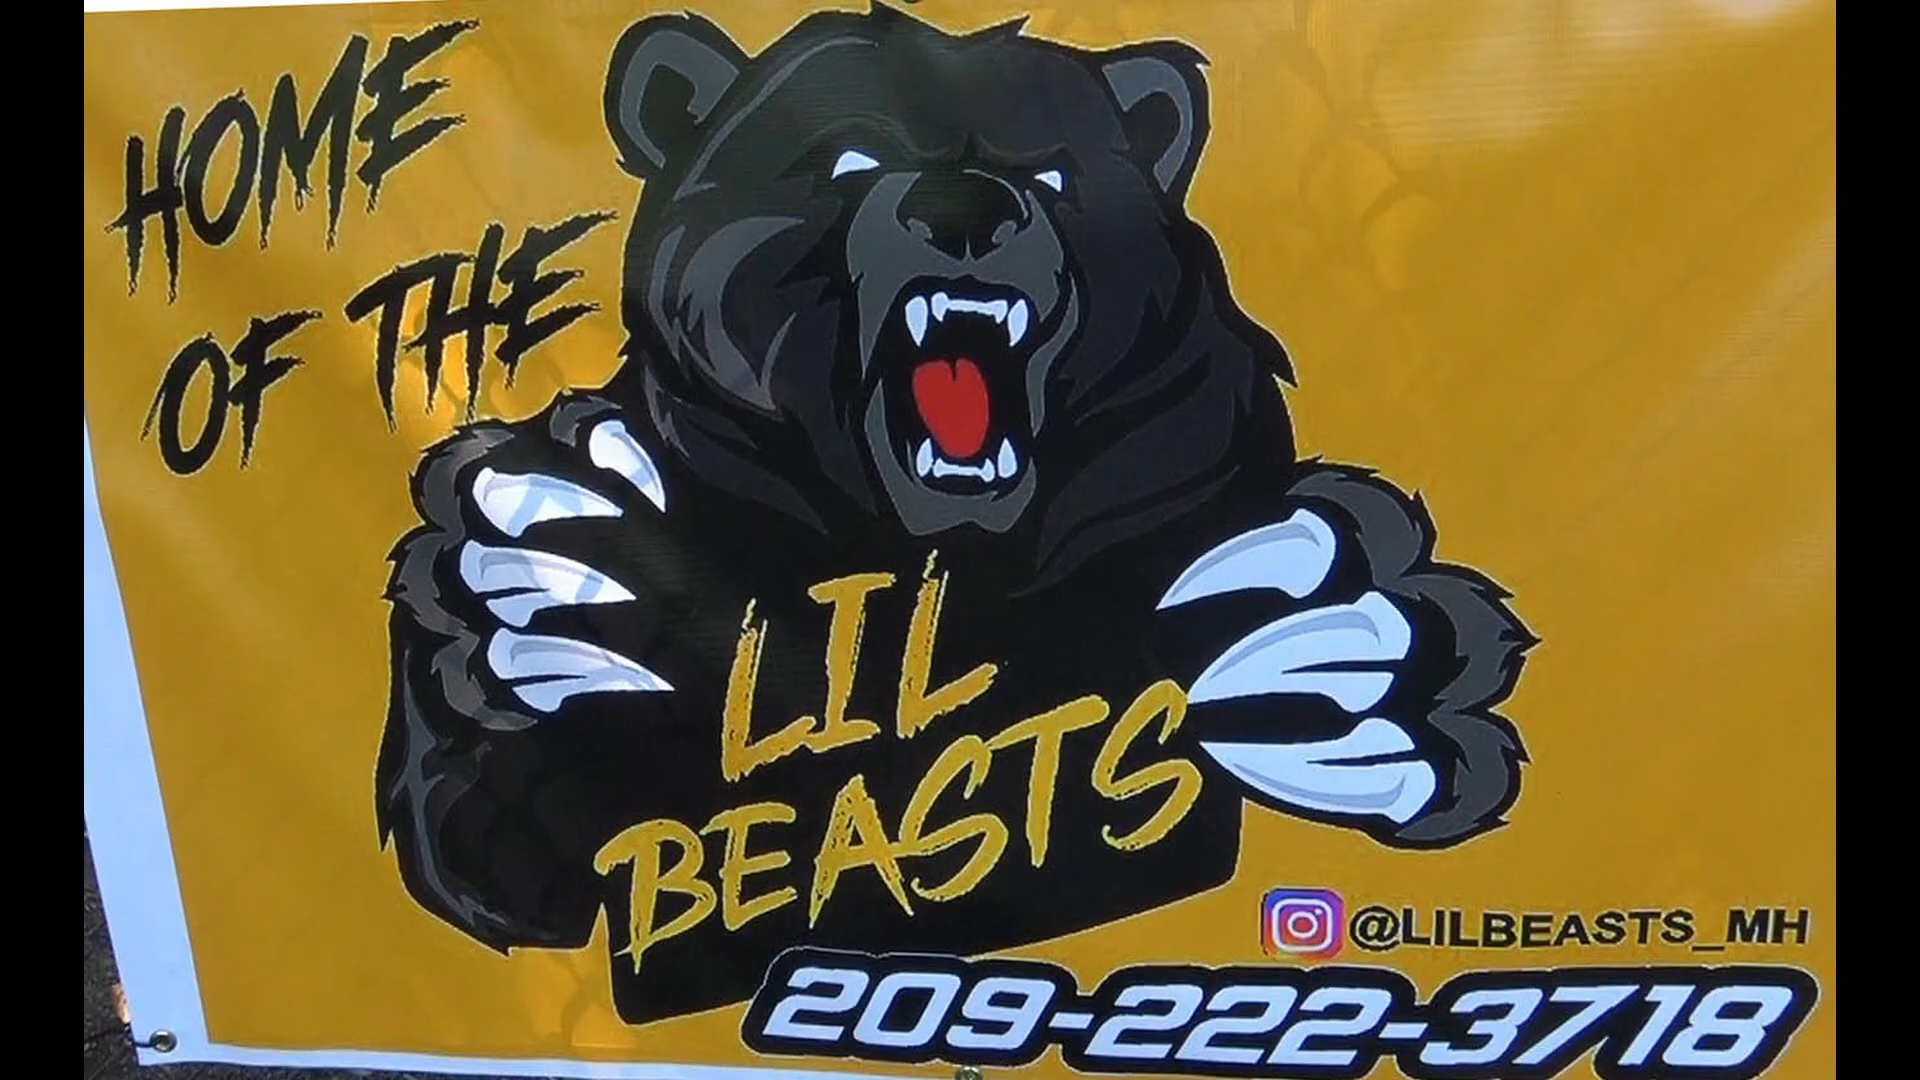 HOME
OF THE
LIL
BEASTS
@LILBEASTS_MH
209-222-3718